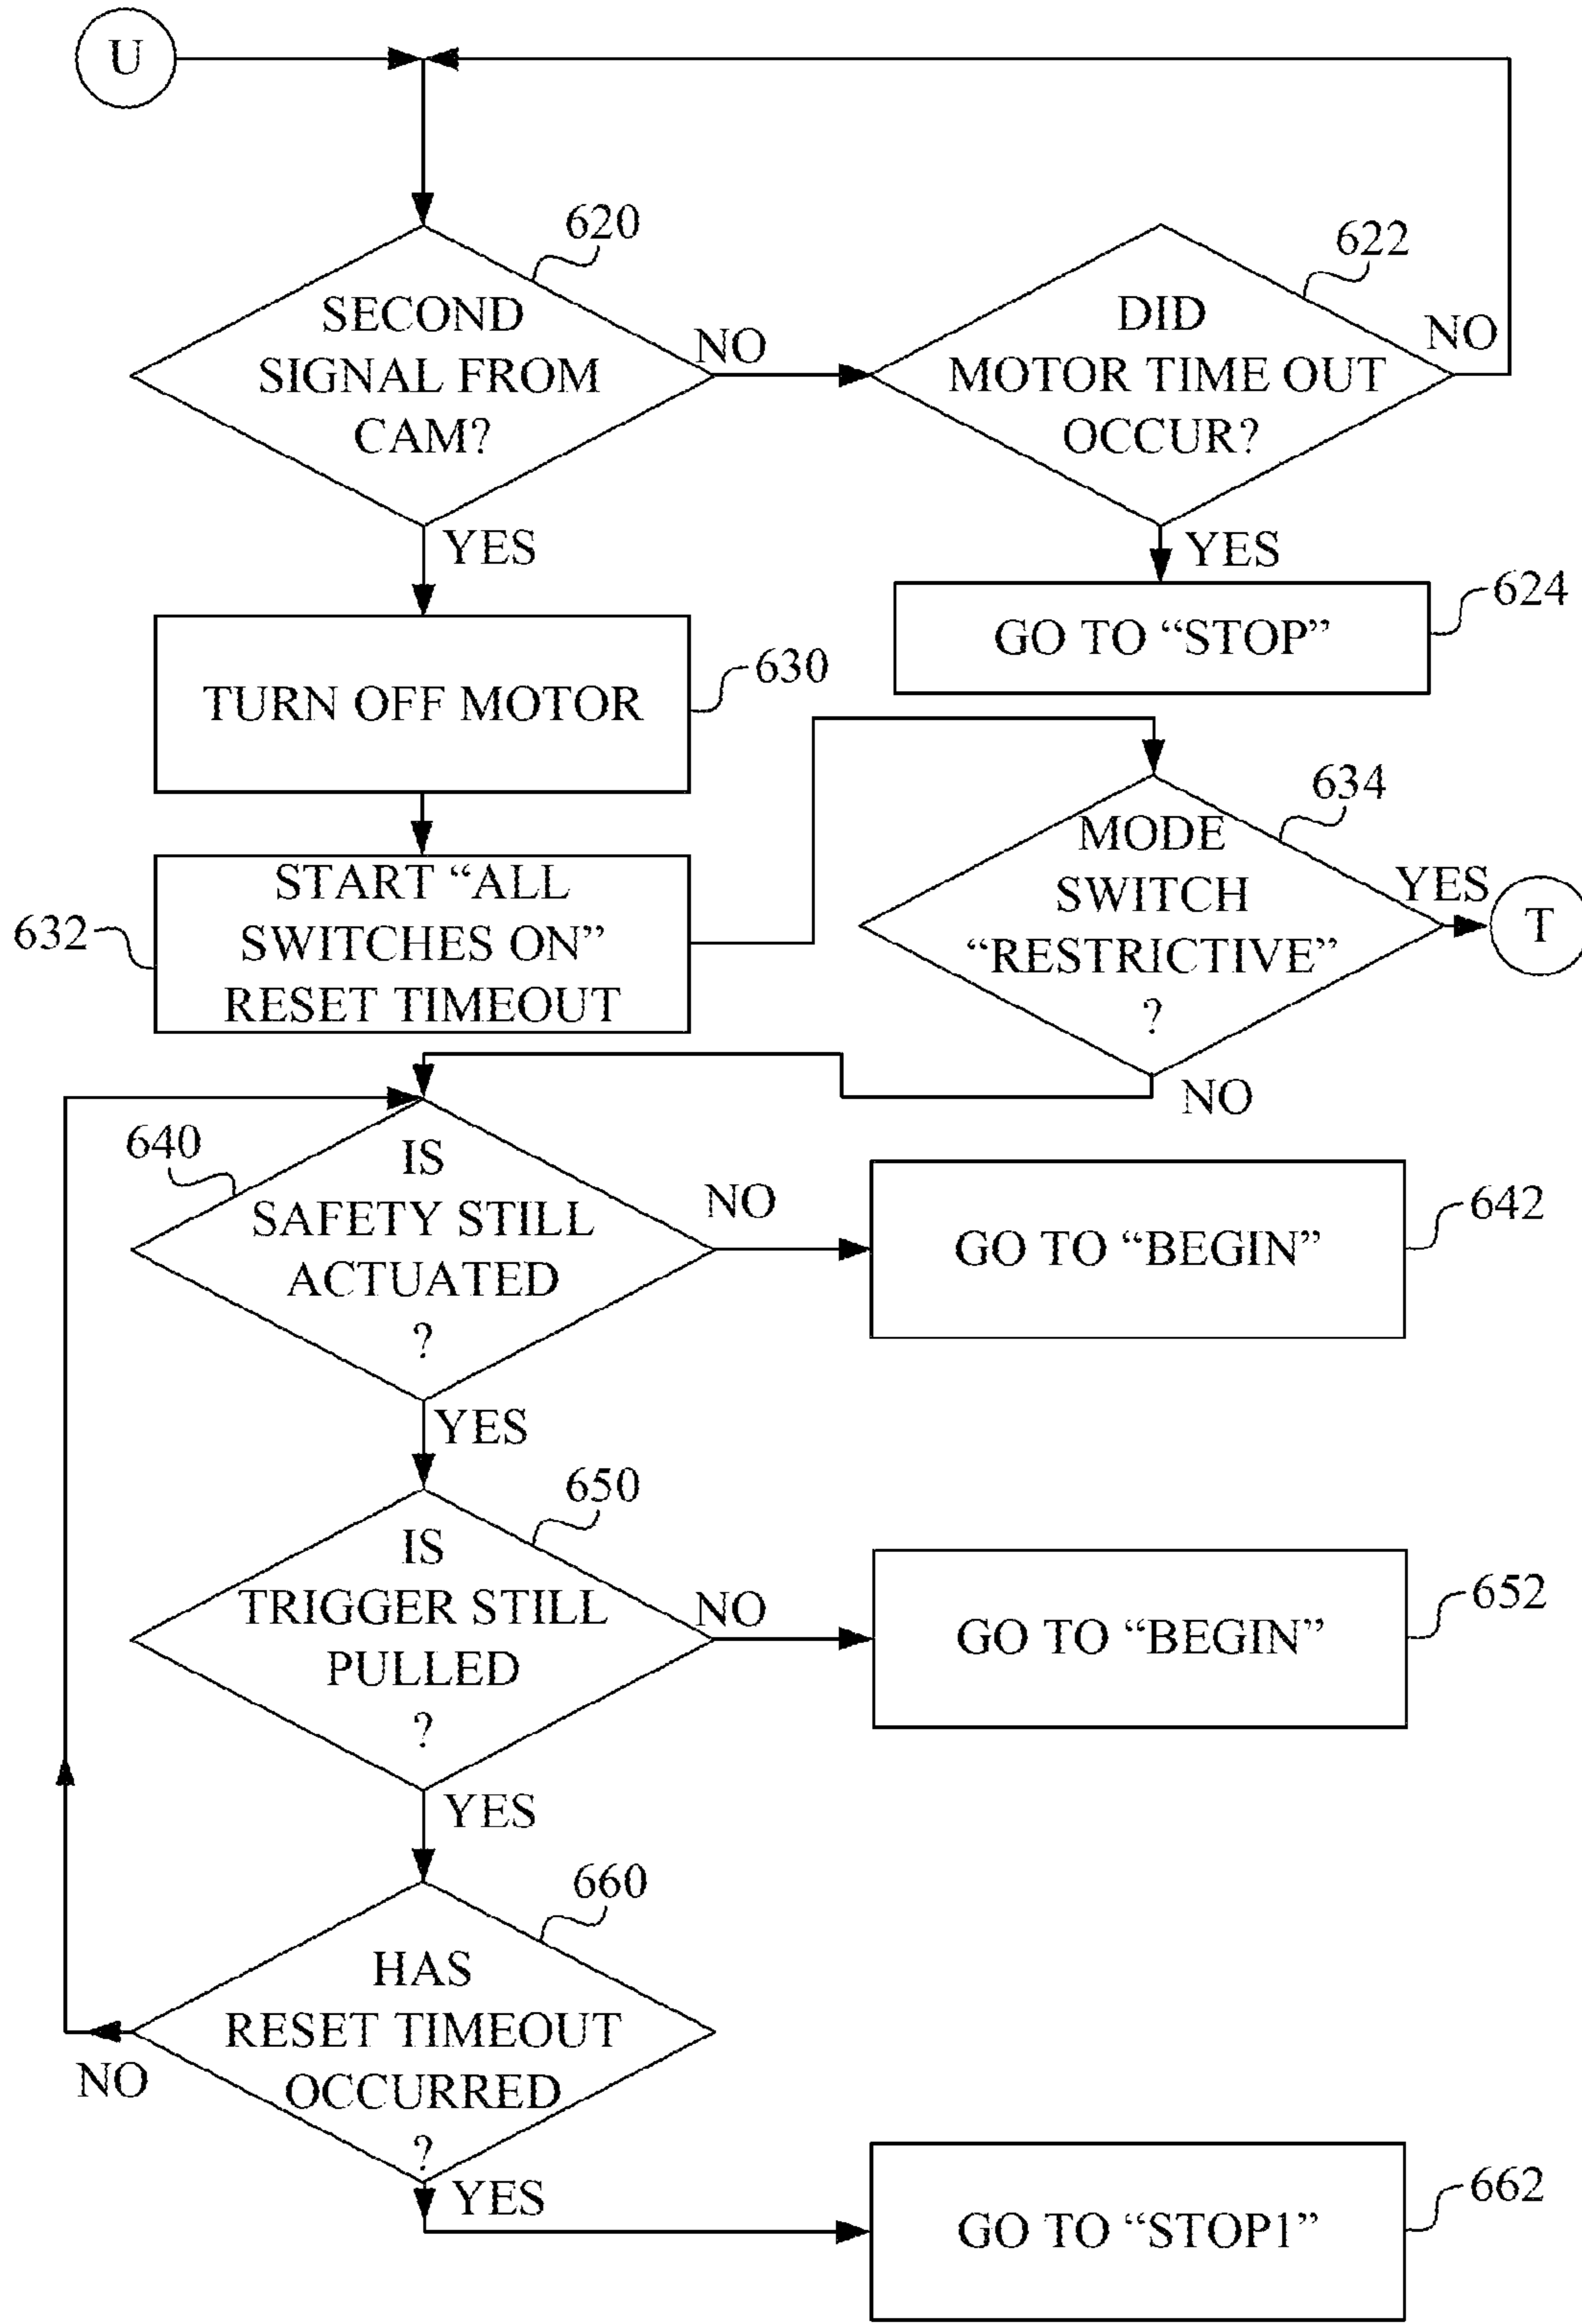 U
620
SECOND
SIGNAL FROM
CAM?
NO
YES
622
DID
MOTOR TIME OUT
OCCUR?
NO
YES
624
GO TO “STOP”
630
TURN OFF MOTOR
632
START “ALL
SWITCHES ON”
RESET TIMEOUT
634
MODE
SWITCH
“RESTRICTIVE”
?
YES
T
NO
640
IS
SAFETY STILL
ACTUATED
?
NO
642
GO TO “BEGIN”
YES
650
IS
TRIGGER STILL
PULLED
?
NO
652
GO TO “BEGIN”
YES
660
HAS
RESET TIMEOUT
OCCURRED
?
NO
YES
662
GO TO “STOP1”